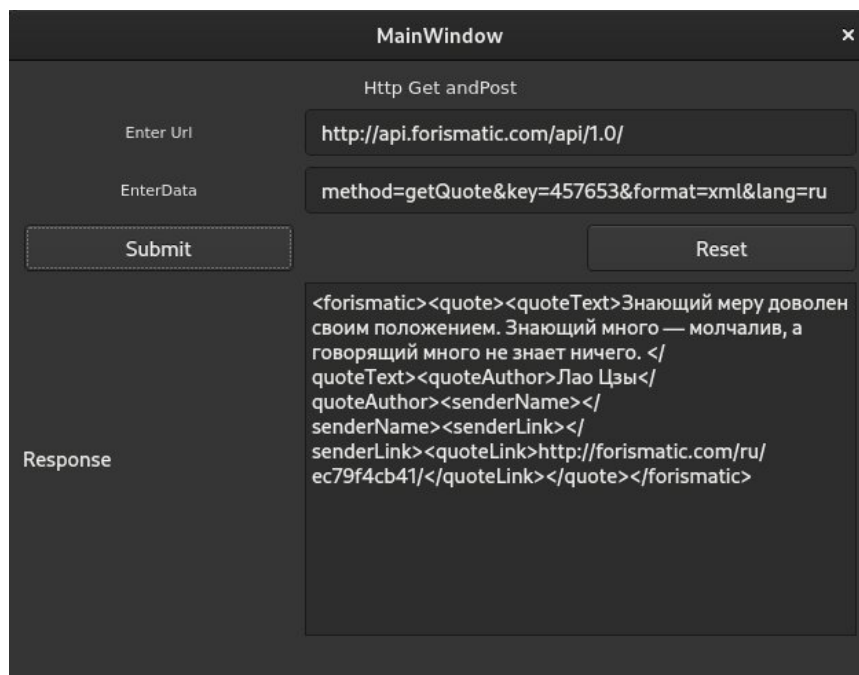 MainWindow
×
Http Get andPost
Enter Url
http://api.forismatic.com/api/1.0/
EnterData
method=getQuote&key=457653&format=xml&lang=ru
Submit
Reset
Response
<forismatic><quote><quoteText>Знающий меру доволен
своим положением. Знающий много — молчалив, а
говорящий много не знает ничего. </
quoteText><quoteAuthor>Лао Цзы</
quoteAuthor><senderName></
senderName><senderLink></
senderLink><quoteLink>http://forismatic.com/ru/
ec79f4cb41/</quoteLink></quote></forismatic>